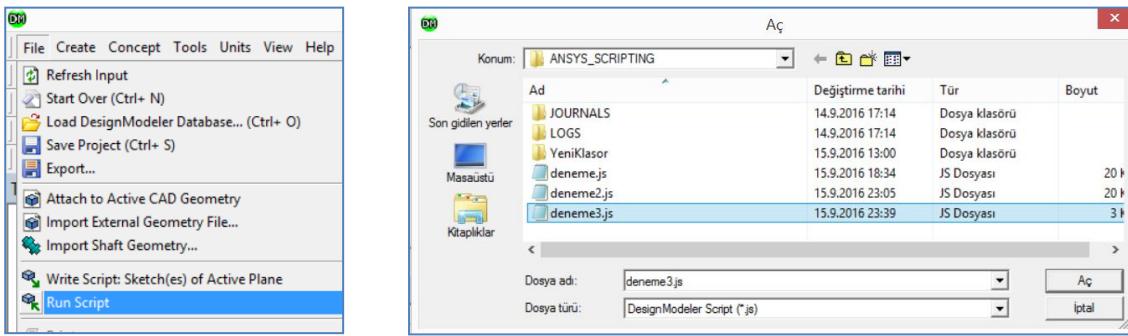 DM
File Create Concept Tools Units View Help
Refresh Input
Start Over (Ctrl+ N)
Load DesignModeler Database... (Ctrl+ O)
Save Project (Ctrl+ S)
Export...
Attach to Active CAD Geometry
Import External Geometry File...
Import Shaft Geometry...
Write Script: Sketch(es) of Active Plane
Run Script
DM Aç
Konum: ANSYS_SCRIPTING
Ad Değiştirme tarihi Tür Boyut
JOURNALS 14.9.2016 17:14 Dosya klasörü
LOGS 14.9.2016 17:14 Dosya klasörü
YeniKlasor 15.9.2016 13:00 Dosya klasörü
deneme.js 15.9.2016 18:34 JS Dosyası 20
deneme2.js 15.9.2016 23:05 JS Dosyası 20
deneme3.js 15.9.2016 23:39 JS Dosyası 3
Son gidilen yerler
Masaüstü
Kitaplıklar
Dosya adı: deneme3.js Aç
Dosya türü: DesignModeler Script (*.js) İptal